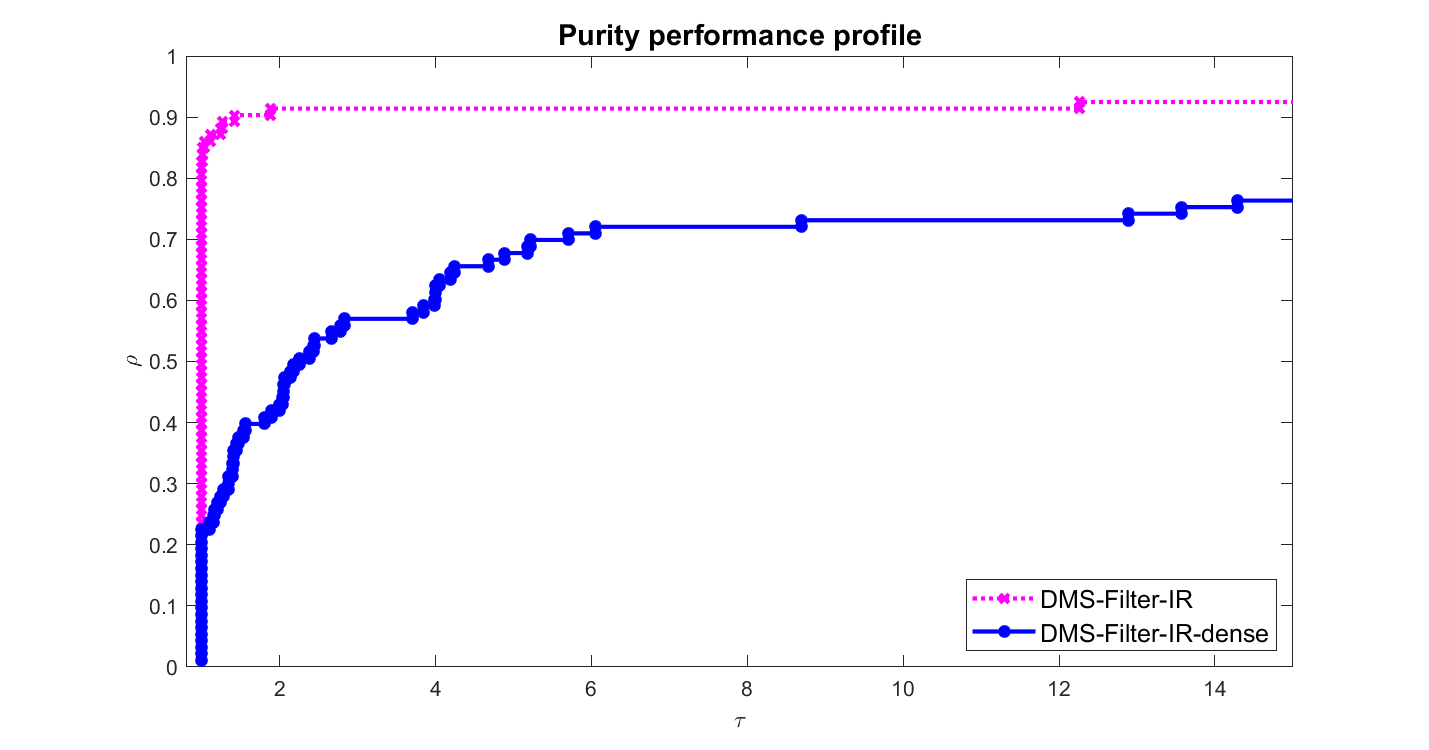 Purity performance profile
1
0.9
0.8
0.7
0.6
0.5
0.4
0.3
0.2
0.1
0
ρ
2 4 6 8 10 12 14
τ
DMS-Filter-IR
DMS-Filter-IR-dense